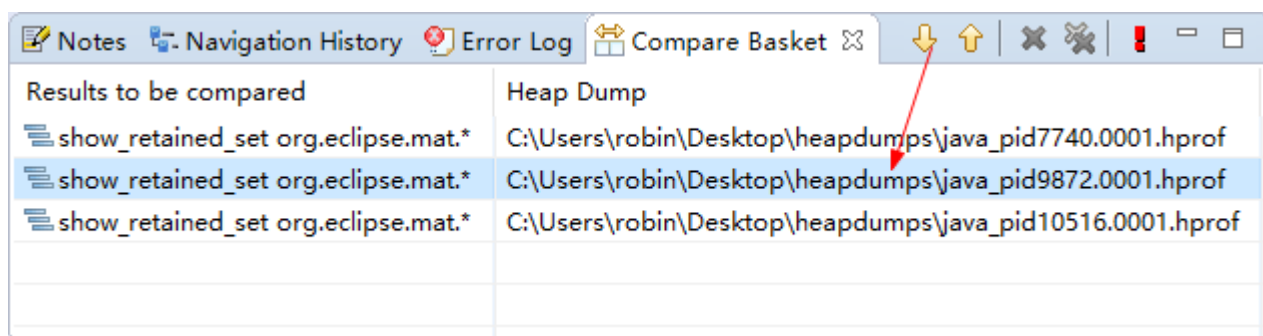 Notes Navigation History Error Log Compare Basket
Results to be compared Heap Dump
show_retained_set org.eclipse.mat.* C:\Users\robin\Desktop\heapdumps\java_pid7740.0001.hprof
show_retained_set org.eclipse.mat.* C:\Users\robin\Desktop\heapdumps\java_pid9872.0001.hprof
show_retained_set org.eclipse.mat.* C:\Users\robin\Desktop\heapdumps\java_pid10516.0001.hprof